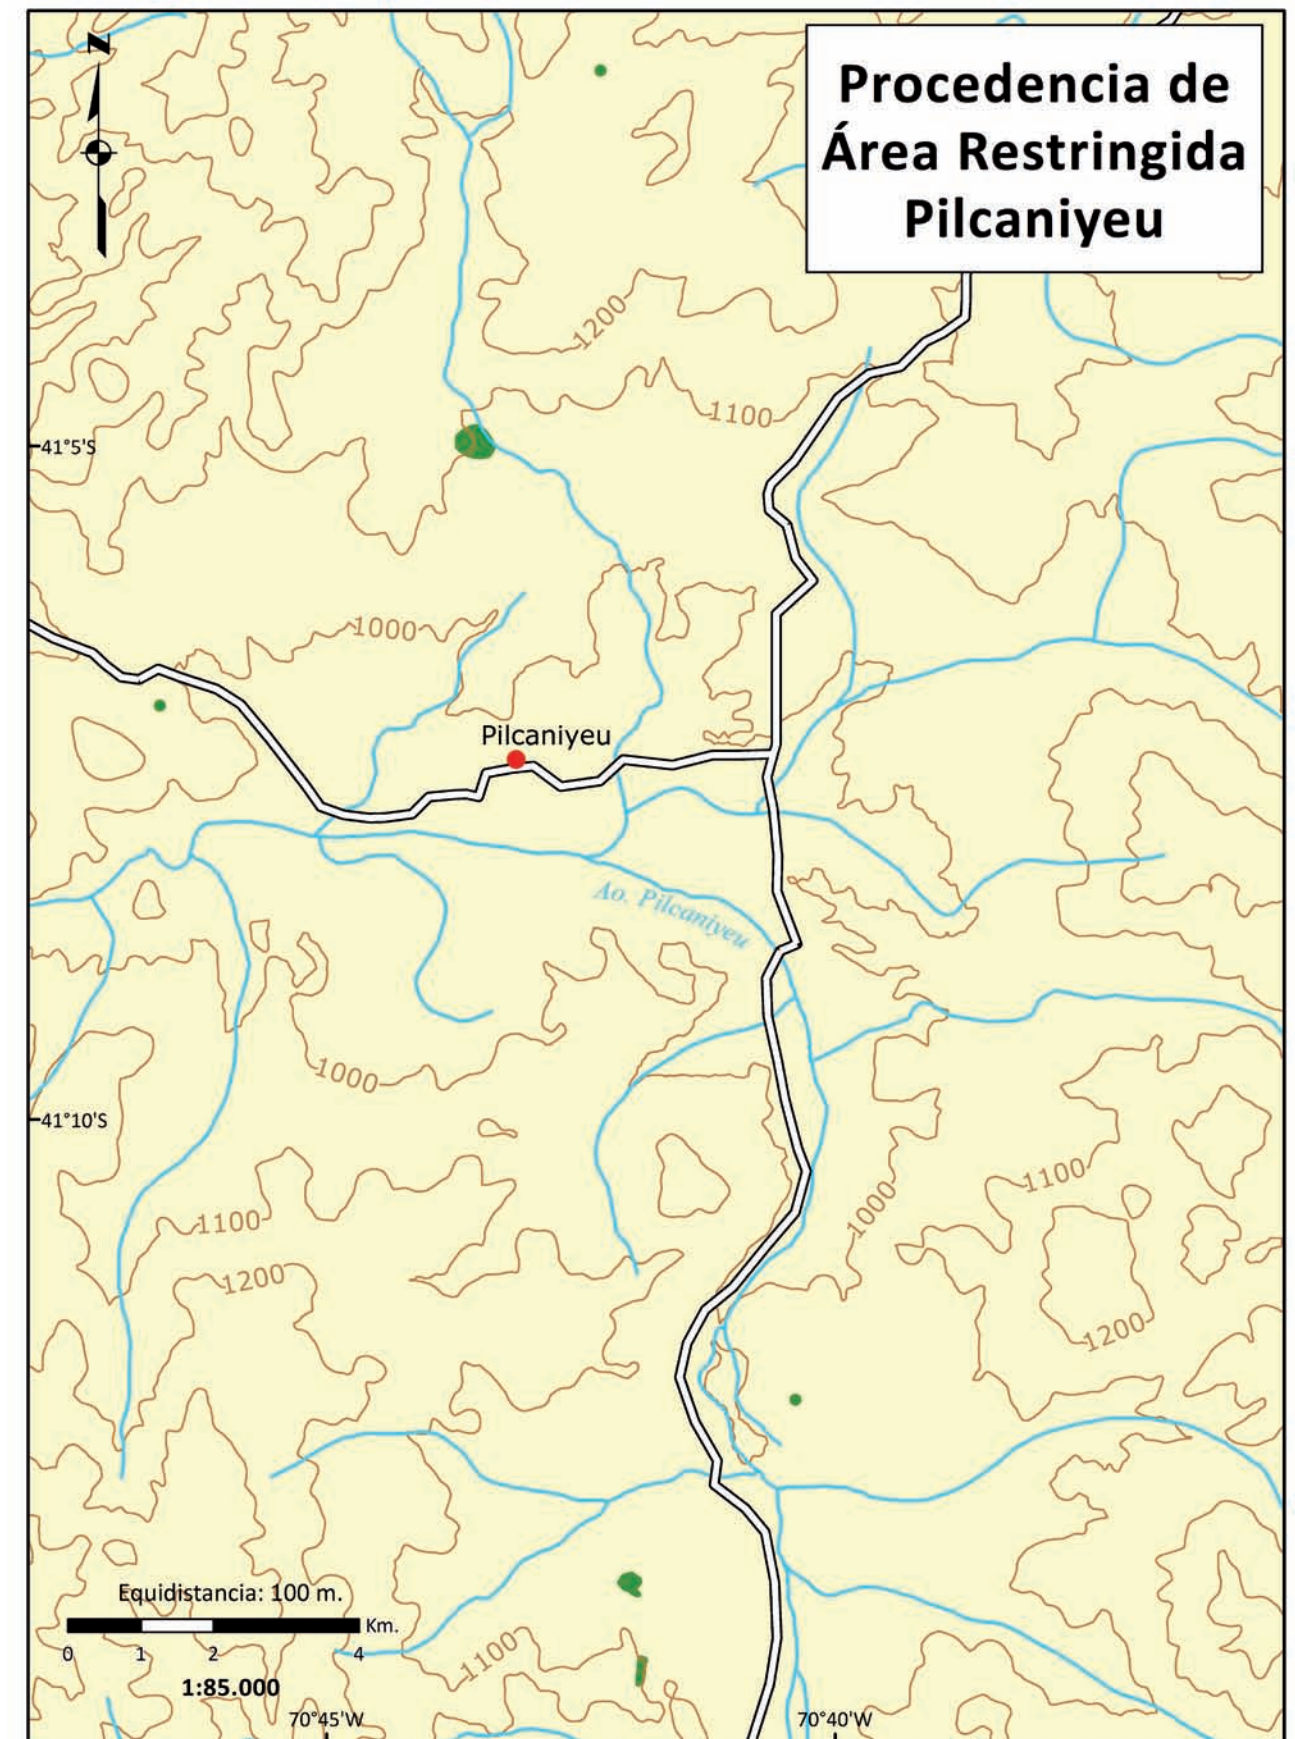 N
Procedencia de
Área Restringida
Pilcaniyeu
1200
1100
41°5'S
1000
Pilcaniyeu
Ao. Pilcaniyeu
1000
41°10'S
1100
1000
1100
1200
1200
Equidistancia: 100 m.
Km.
0 1 2 4
1100
1:85.000
70°45'W 70°40'W